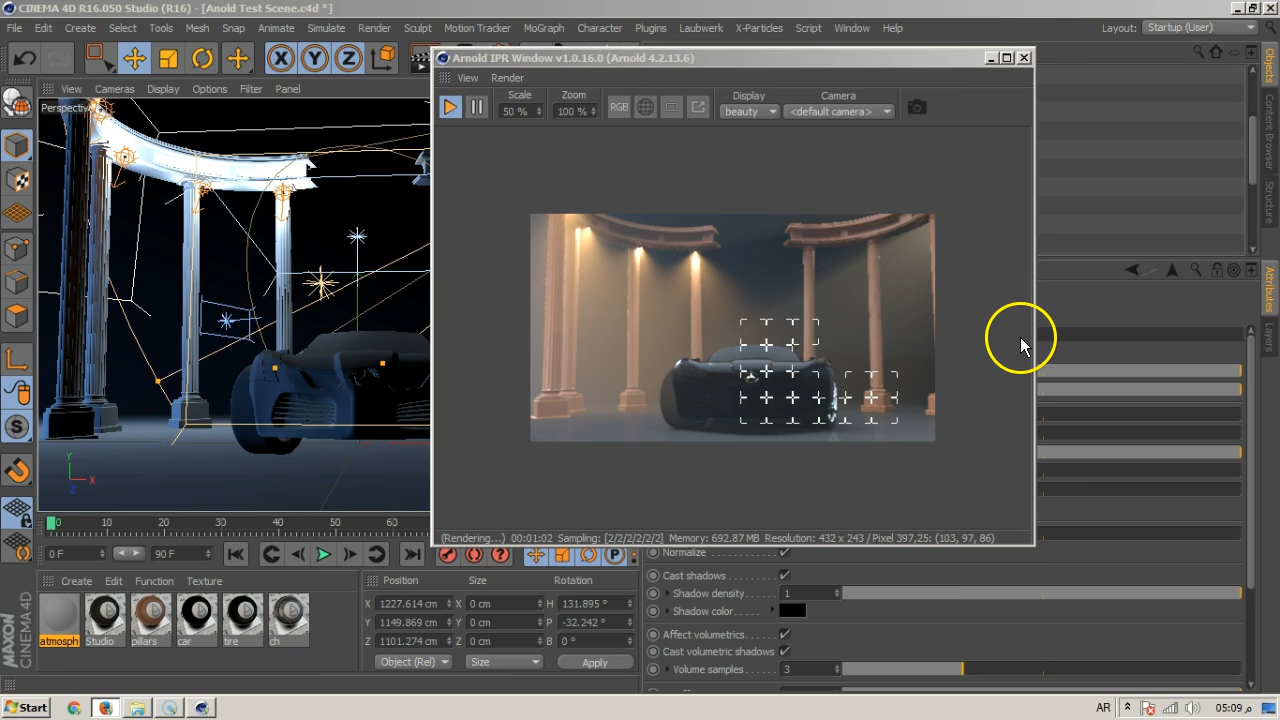 CINEMA 4D R16.050 Studio (R16) - [Anold Test Scene.c4d *]
File Edit Create Select Tools Mesh Snap Animate Simulate Render Sculpt Motion Tracker MoGraph Character Plugins Laubwerk X-Particles Script Window Help Layout: Startup (User)
Arnold IPR Window v1.0.16.0 (Arnold 4.2.13.6)
View Render
Scale Zoom Display Camera
50 % 100 % RGB beauty <default camera>
View Cameras Display Options Filter Panel
Perspectiv
Objects
Content Browser
Structure
Attributes
Layers
X Y Z
S
Y
X
Z
(Rendering...) 00:01:02 Sampling: [2/2/2/2/2/2] Memory: 692.87MB Resolution: 432 x 243 / Pixel 397,25: (103, 97, 86)
0 10 20 30 40 50 60
0 F 90 F
P
Normalize
Cast shadows
Shadow density 1
Shadow color
Affect volumetrics
Cast volumetric shadows
Volume samples 3
Create Edit Function Texture
atmosph Studio pillars car tire ch
Position Size Rotation
X 1227.614 cm X 0 cm H 131.895 °
Y 1149.869 cm Y 0 cm P -32.242 °
Z 1101.274 cm Z 0 cm B 0 °
Object (Rel) Size Apply
MAXON
CINEMA4D
Start AR 05:09 م